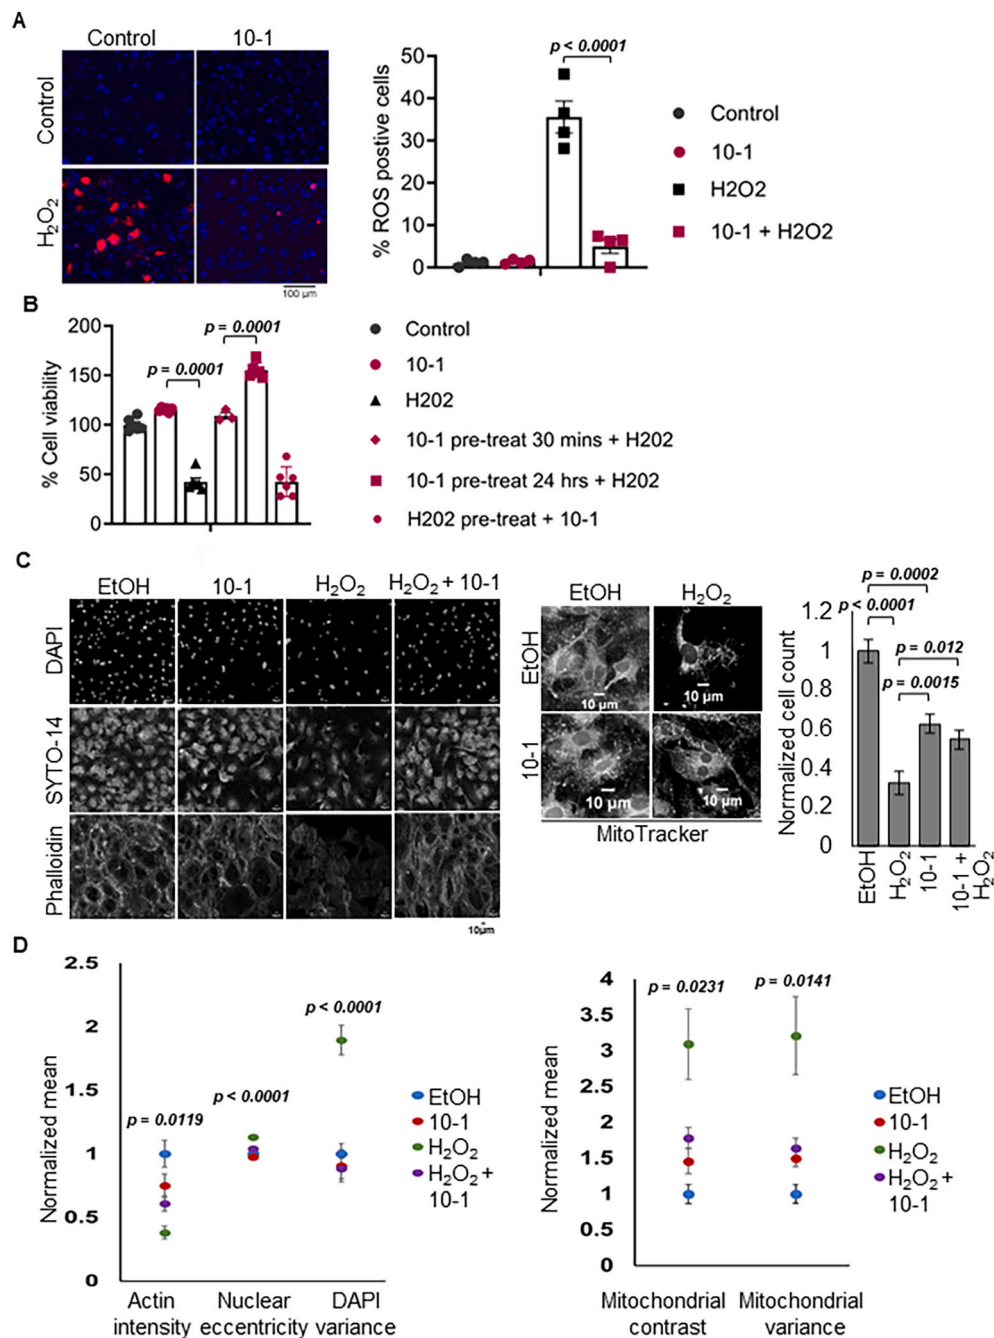 A
Control 10-1
Control
H₂O₂
100 µm
p < 0.0001
% ROS postive cells
50
40
30
20
10
0
Control
10-1
H2O2
10-1 + H2O2
B
% Cell viability
200
150
100
50
0
p = 0.0001
p = 0.0001
Control
10-1
H202
10-1 pre-treat 30 mins + H202
10-1 pre-treat 24 hrs + H202
H202 pre-treat + 10-1
C
EtOH 10-1 H₂O₂ H₂O₂ + 10-1
DAPI
SYTO-14
Phalloidin
10µm
EtOH H₂O₂
EtOH
10-1
10 µm
10 µm
10 µm
10 µm
MitoTracker
p = 0.0002
p < 0.0001
p = 0.012
p = 0.0015
Normalized cell count
1.2
1
0.8
0.6
0.4
0.2
0
EtOH
H₂O₂
10-1
10-1 +
H₂O₂
D
Normalized mean
2.5
2
1.5
1
0.5
0
p = 0.0119
p < 0.0001
p < 0.0001
Actin intensity
Nuclear eccentricity
DAPI variance
EtOH
10-1
H₂O₂
H₂O₂ +
10-1
Normalized mean
4
3.5
3
2.5
2
1.5
1
0.5
0
p = 0.0231
p = 0.0141
Mitochondrial contrast
Mitochondrial variance
EtOH
10-1
H₂O₂
H₂O₂ +
10-1